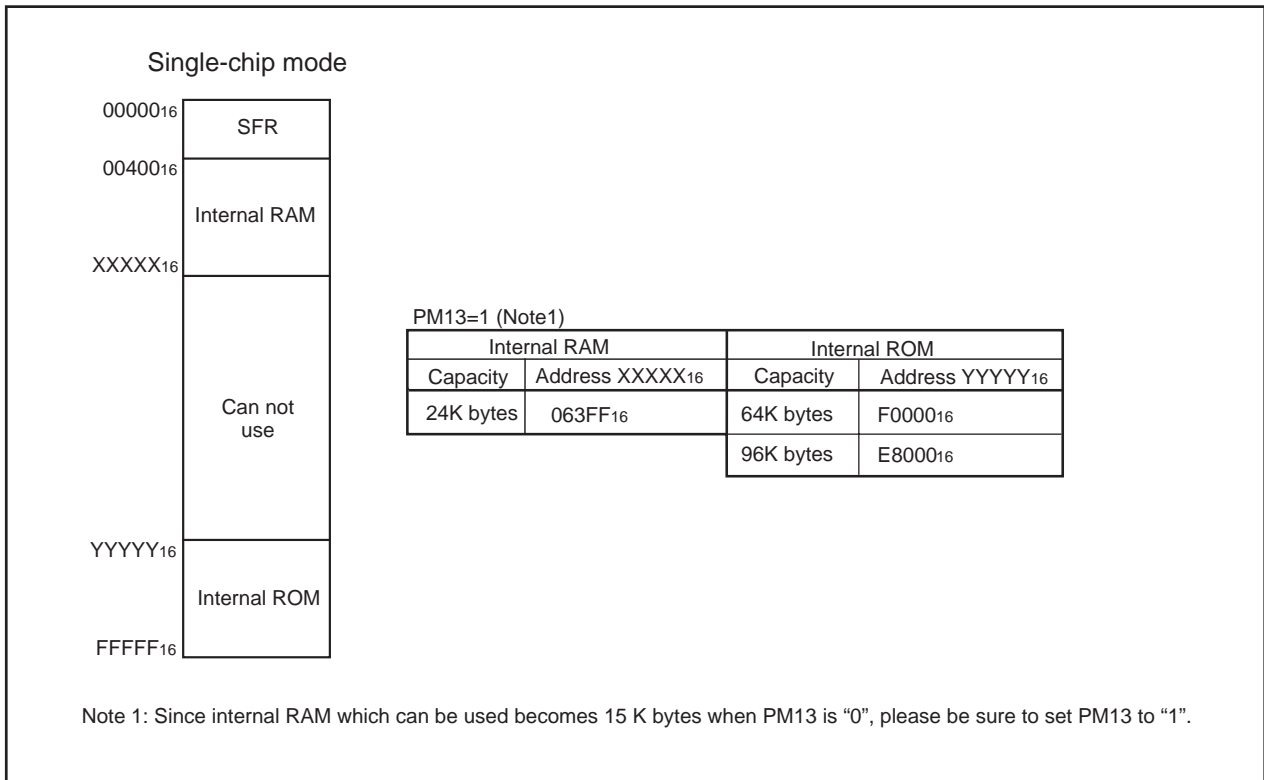 Single-chip mode
0000016
SFR
0040016
Internal RAM
XXXXX16
Can not
use
YYYYY16
Internal ROM
FFFFF16
PM13=1 (Note1)
Internal RAM Internal ROM
Capacity Address XXXXX16 Capacity Address YYYYY16
24K bytes 063FF16 64K bytes F000016
96K bytes E800016
Note 1: Since internal RAM which can be used becomes 15 K bytes when PM13 is “0”, please be sure to set PM13 to “1”.